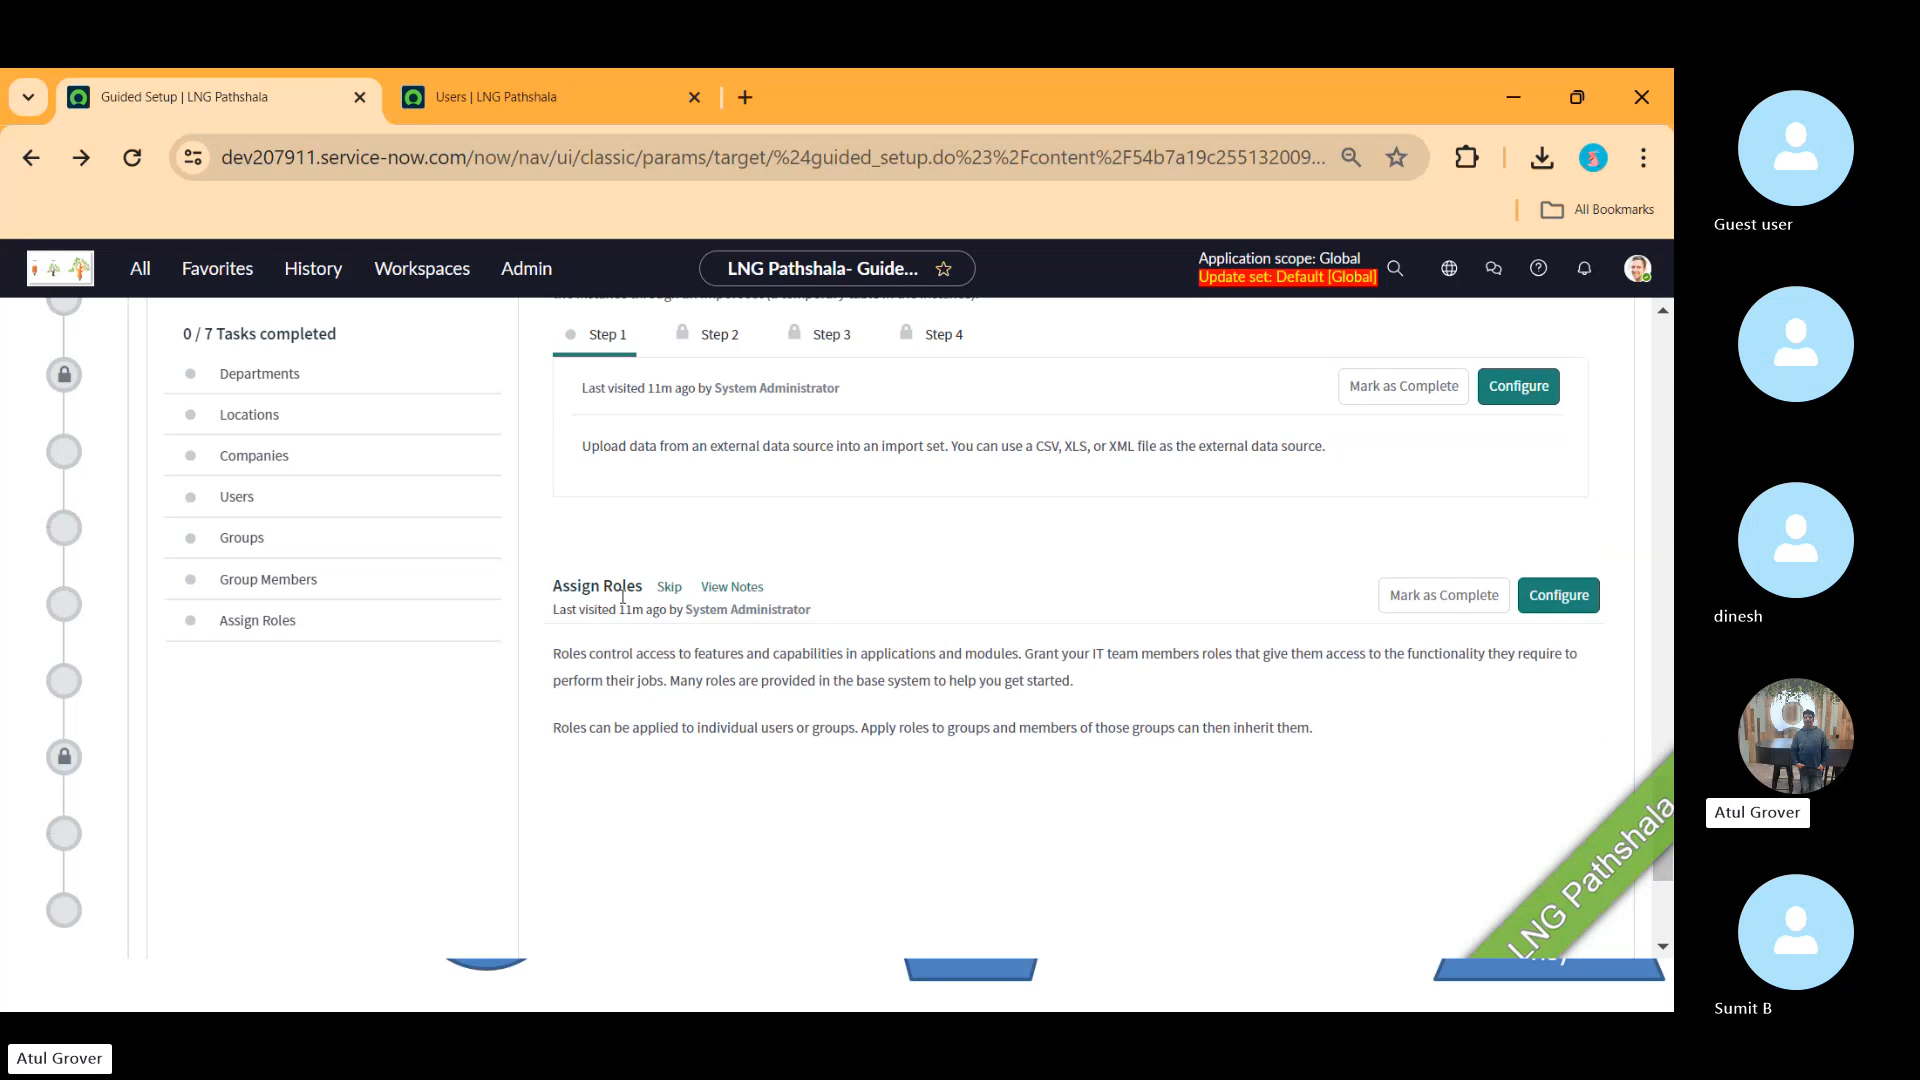 Guided Setup | LNG Pathshala
Users | LNG Pathshala
dev207911.service-now.com/now/nav/ui/classic/params/target/%24guided_setup.do%23%2Fcontent%2F54b7a19c255132009...
All Bookmarks
All
Favorites
History
Workspaces
Admin
LNG Pathshala- Guide...
Application scope: Global
Update set: Default [Global]
0 / 7 Tasks completed
Departments
Locations
Companies
Users
Groups
Group Members
Assign Roles
Step 1
Step 2
Step 3
Step 4
Last visited 11m ago by System Administrator
Mark as Complete
Configure
Upload data from an external data source into an import set. You can use a CSV, XLS, or XML file as the external data source.
Assign Roles
Skip
View Notes
Last visited 11m ago by System Administrator
Mark as Complete
Configure
Roles control access to features and capabilities in applications and modules. Grant your IT team members roles that give them access to the functionality they require to
perform their jobs. Many roles are provided in the base system to help you get started.
Roles can be applied to individual users or groups. Apply roles to groups and members of those groups can then inherit them.
LNG Pathshala
Guest user
dinesh
Atul Grover
Sumit B
Atul Grover